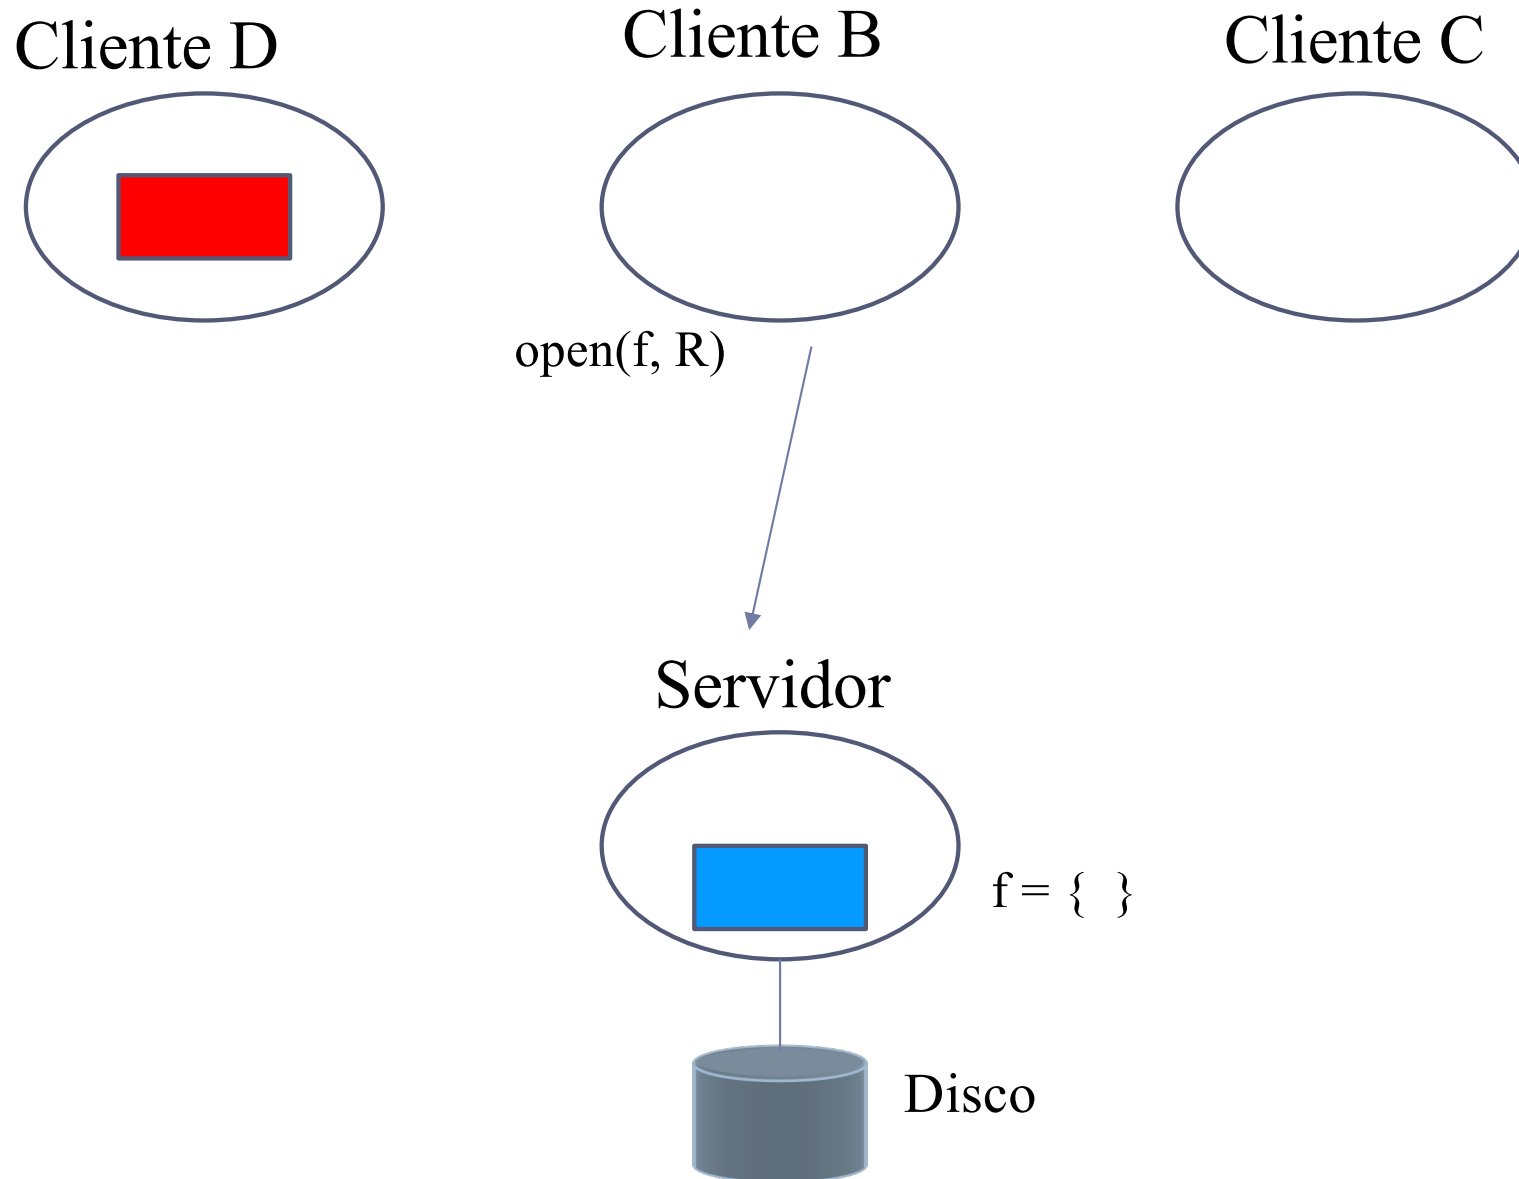 Cliente D
Cliente B
Cliente C
open(f, R)
Servidor
f = { }
Disco